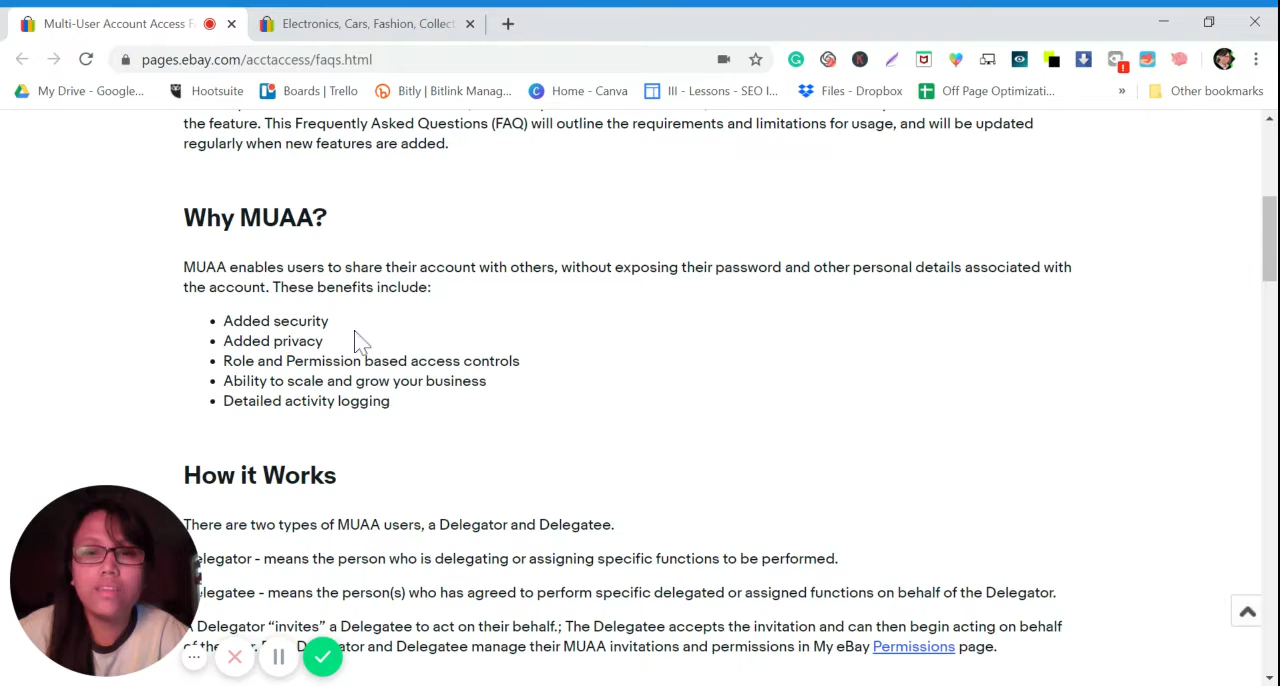 Multi-User Account Access F
Electronics, Cars, Fashion, Collect
pages.ebay.com/acctaccess/faqs.html
My Drive - Google...
Hootsuite
Boards | Trello
Bitly | Bitlink Manag...
Home - Canva
III - Lessons - SEO I...
Files - Dropbox
Off Page Optimizati...
»
Other bookmarks
the feature. This Frequently Asked Questions (FAQ) will outline the requirements and limitations for usage, and will be updated
regularly when new features are added.
Why MUAA?
MUAA enables users to share their account with others, without exposing their password and other personal details associated with
the account. These benefits include:
• Added security
• Added privacy
• Role and Permission based access controls
• Ability to scale and grow your business
• Detailed activity logging
How it Works
There are two types of MUAA users, a Delegator and Delegatee.
elegator - means the person who is delegating or assigning specific functions to be performed.
elegatee - means the person(s) who has agreed to perform specific delegated or assigned functions on behalf of the Delegator.
A Delegator “invites” a Delegatee to act on their behalf.; The Delegatee accepts the invitation and can then begin acting on behalf
of the tor and Delegatee manage their MUAA invitations and permissions in My eBay Permissions page.